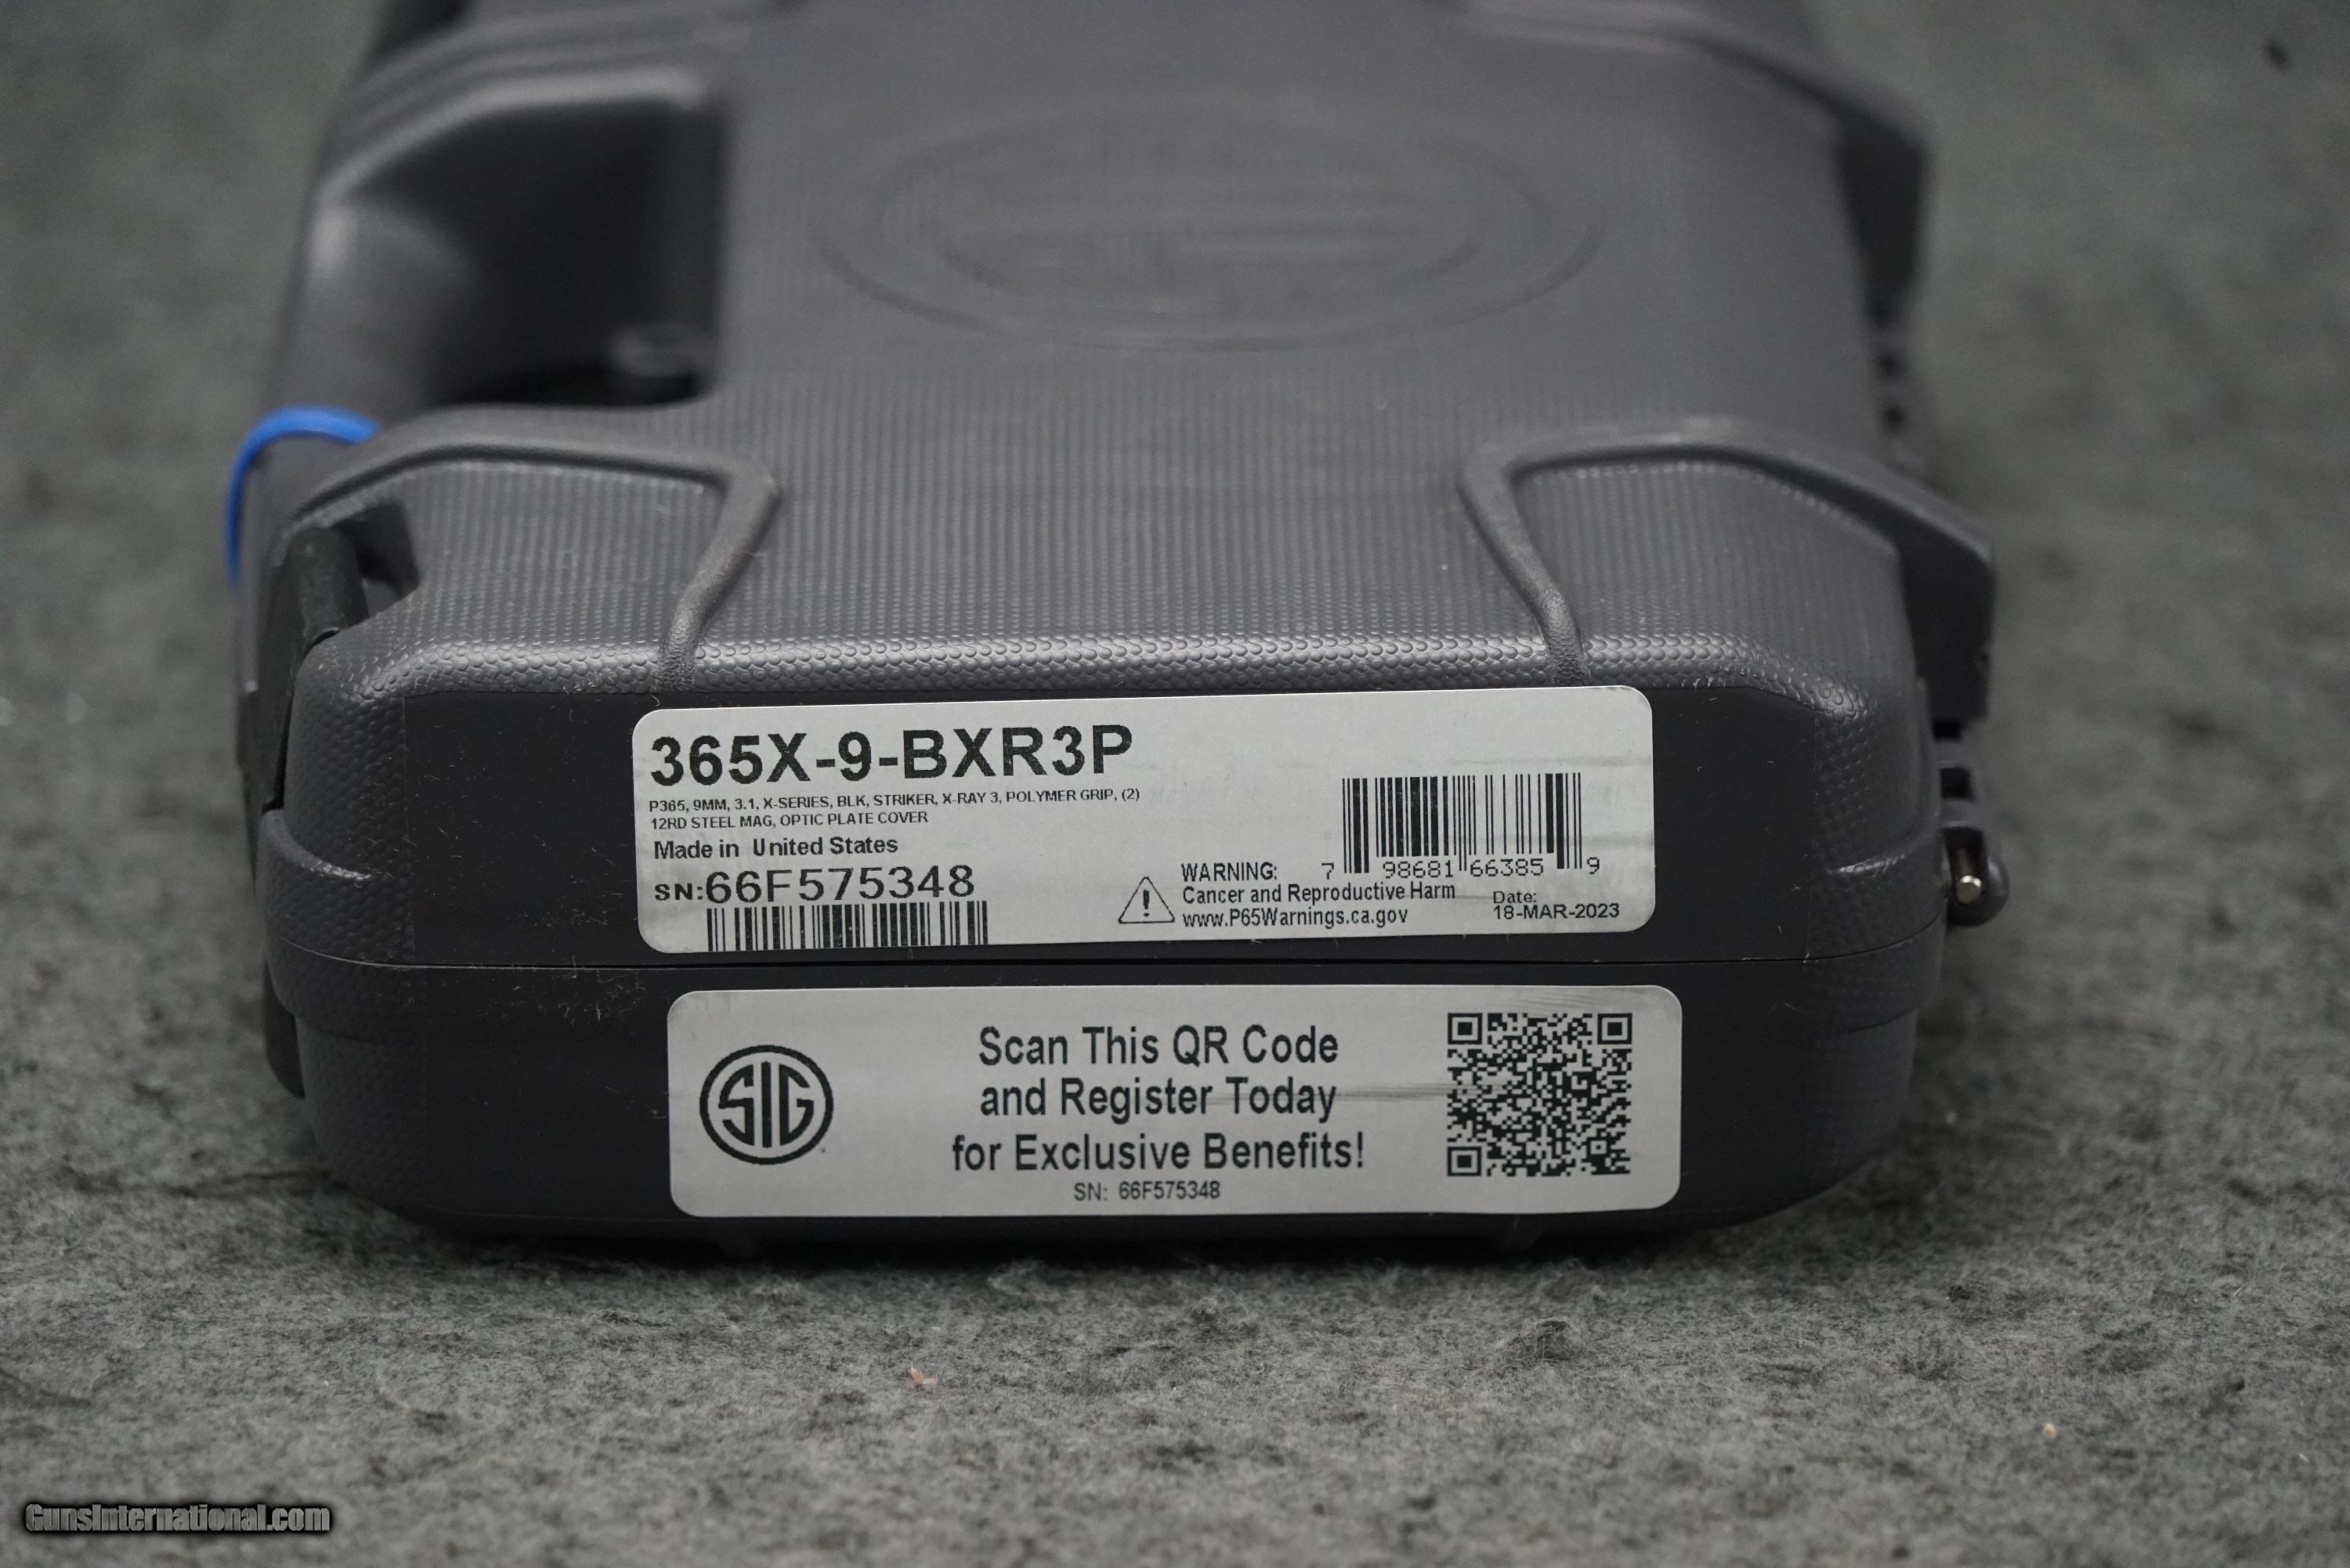 365X-9-BXR3P
P365, 9MM, 3.1, X-SERIES, BLK, STRIKER, X-RAY 3, POLYMER GRIP, (2)
12RD STEEL MAG, OPTIC PLATE COVER
Made in United States
SN:66F575348
WARNING:
Cancer and Reproductive Harm
www.P65Warnings.ca.gov
7 98681 66385 9
Date:
18-MAR-2023
SIG
Scan This QR Code
and Register Today
for Exclusive Benefits!
SN: 66F575348
GunsInternational.com